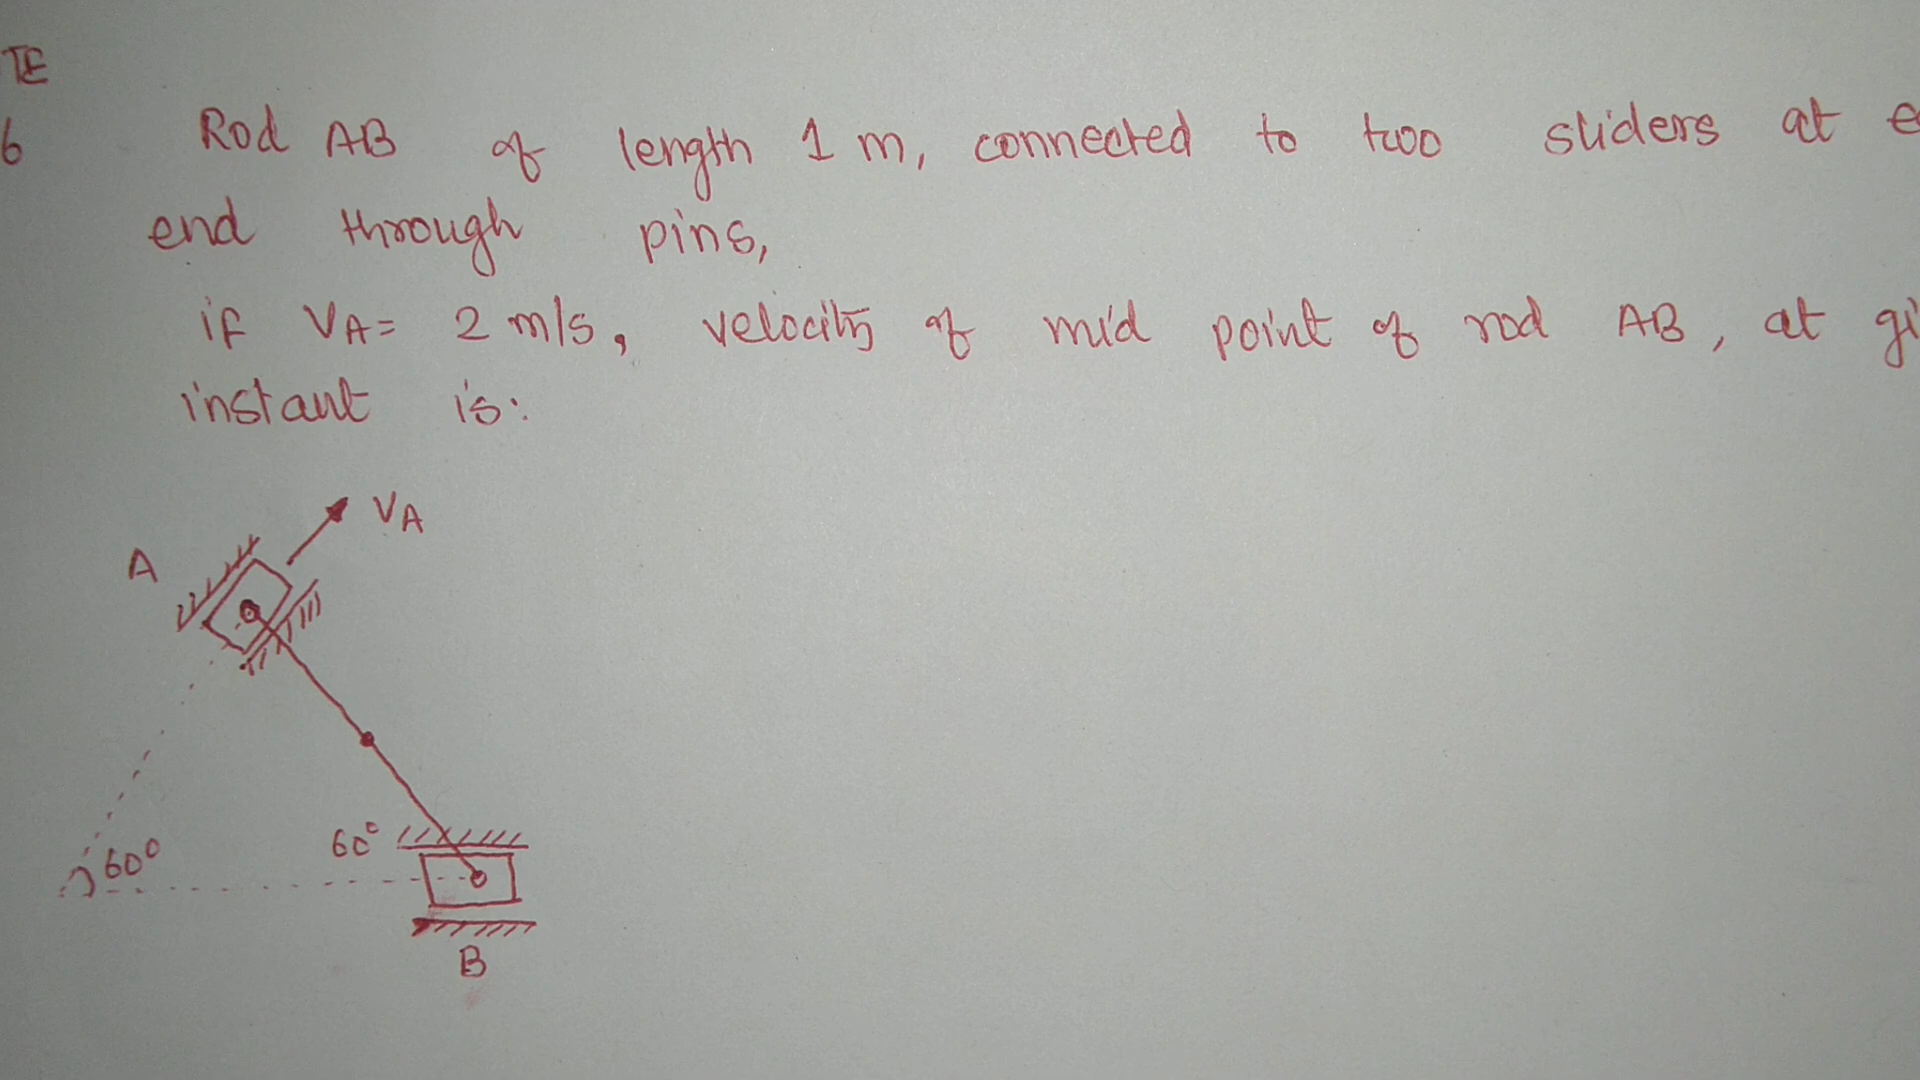 TE
6 Rod AB of length 1 m, connected to two sliders at
end through pins,
if VA = 2 m/s, velocity of mid point of rod AB, at
instant is:
VA
A
60°
60°
B